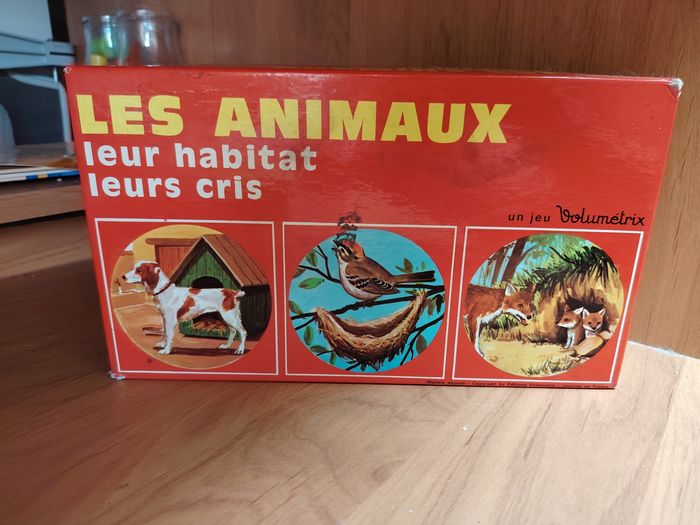 LES ANIMAUX
leur habitat
leurs cris
un jeu Volumétrix